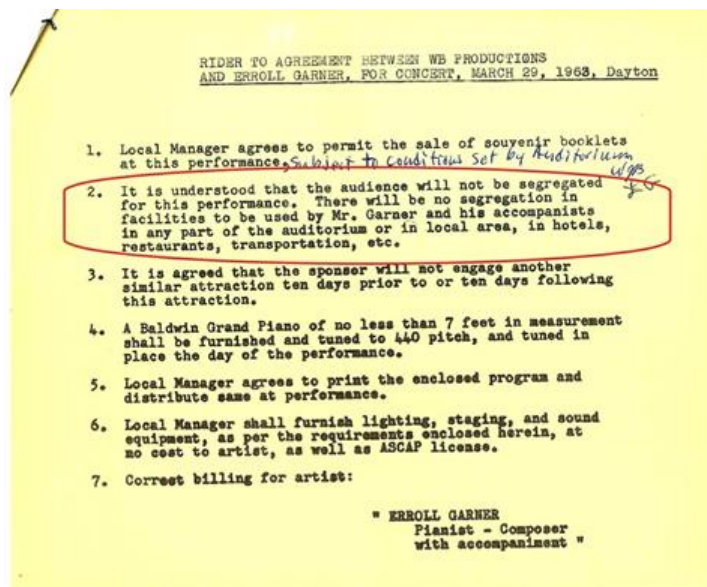 RIDER TO AGREEMENT BETWEEN WB PRODUCTIONS
AND ERROLL GARNER, FOR CONCERT, MARCH 29, 1963, Dayton
1. Local Manager agrees to permit the sale of souvenir booklets
at this performance, Subject to conditions set by Auditorium
2. It is understood that the audience will not be segregated
for this performance. There will be no segregation in
facilities to be used by Mr. Garner and his accompanists
in any part of the auditorium or in local area, in hotels,
restaurants, transportation, etc.
3. It is agreed that the sponsor will not engage another
similar attraction ten days prior to or ten days following
this attraction.
4. A Baldwin Grand Piano of no less than 7 feet in measurement
shall be furnished and tuned to 440 pitch, and tuned in
place the day of the performance.
5. Local Manager agrees to print the enclosed program and
distribute same at performance.
6. Local Manager shall furnish lighting, staging, and sound
equipment, as per the requirements enclosed herein, at
no cost to artist, as well as ASCAP license.
7. Correct billing for artist:
" ERROLL GARNER
Pianist - Composer
with accompaniment "